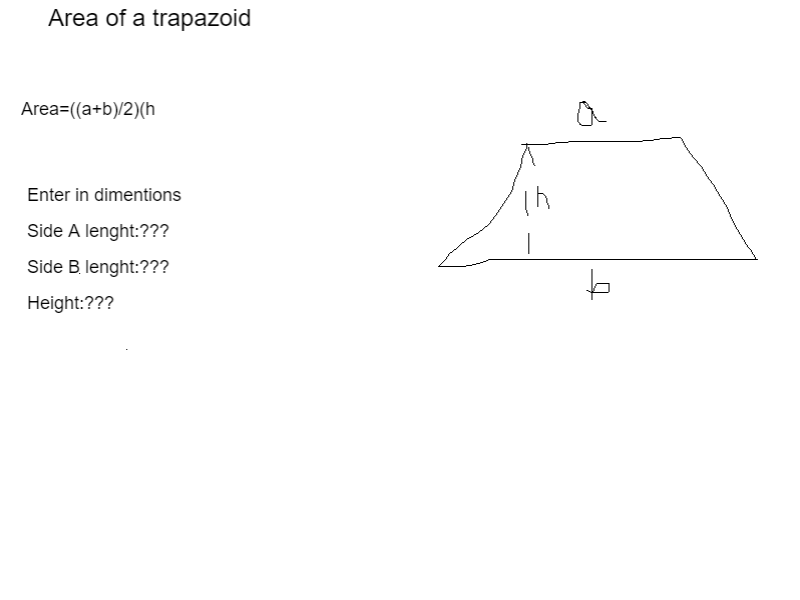 Area of a trapazoid
a
Area=((a+b)/2)(h
Enter in dimentions
h
Side A lenght:???
Side B lenght:???
b
Height:???